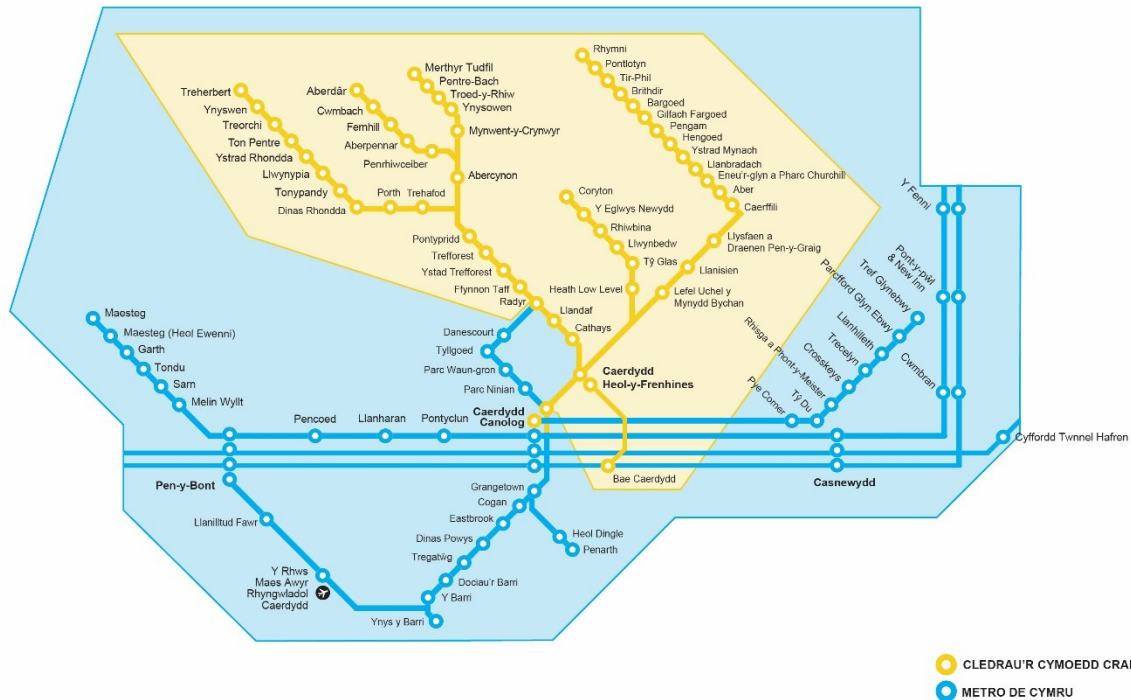 Treherbert
Ynyswen
Treorchi
Ton Pentre
Ystrad Rhondda
Llwynypia
Tonypandy
Dinas Rhondda
Porth
Trehafod
Aberdâr
Cwmbach
Fernhill
Aberpennar
Penrhiwceiber
Merthyr Tudfil
Pentre-Bach
Troed-y-Rhiw
Ynysowen
Mynwent-y-Crynwyr
Abercynon
Pontypridd
Trefforest
Ystad Trefforest
Ffynnon Taff
Radyr
Llandaf
Cathays
Rhymni
Pontlotyn
Tir-Phil
Brithdir
Bargoed
Gilfach Fargoed
Pengam
Hengoed
Ystrad Mynach
Llanbradach
Eneu'r-glyn a Pharc Churchill
Aber
Caerffili
Llysfaen a
Draenen Pen-y-Graig
Llanisien
Lefel Uchel y
Mynydd Bychan
Coryton
Y Eglwys Newydd
Rhiwbina
Llwynbedw
Tŷ Glas
Heath Low Level
Danescourt
Tyllgoed
Parc Waun-gron
Parc Ninian
Caerdydd
Heol-y-Frenhines
Caerdydd
Canolog
Bae Caerdydd
Maesteg
Maesteg (Heol Ewenni)
Garth
Tondu
Sarn
Melin Wyllt
Pencoed
Llanharan
Pontyclun
Pen-y-Bont
Llanilltud Fawr
Y Rhws
Maes Awyr
Rhyngwladol
Caerdydd
Grangetown
Cogan
Eastbrook
Dinas Powys
Tregatŵg
Dociau'r Barri
Y Barri
Ynys y Barri
Heol Dingle
Penarth
Pye Corner
Tŷ Du
Rhisga a Phont-y-Meister
Crosskeys
Trecelyn
Llanhilleth
Parcfford Glyn Ebwy
Tref Glynebwy
Y Fenni
Pont-y-pŵl
& New Inn
Cwmbran
Casnewydd
Cyffordd Twnnel Hafren
CLEDRAU'R CYMOEDD CRAI
METRO DE CYMRU